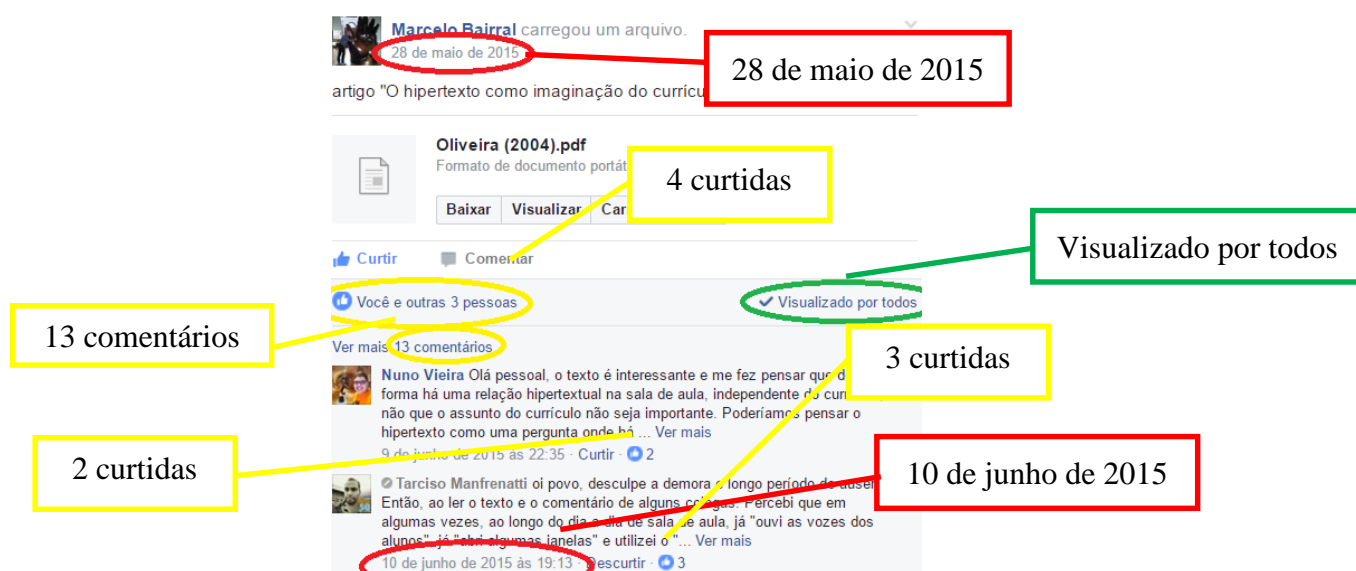 Marcelo Bairral carregou um arquivo.
28 de maio de 2015
28 de maio de 2015
artigo "O hipertexto como imaginação do
Oliveira (2004).pdf
Formato de documento
4 curtidas
Baixar Visualizar
Curtir Comentar
Visualizado por todos
Você e outras 3 pessoas
Visualizado por todos
13 comentários
Ver mais 13 comentários
3 curtidas
Nuno Vieira Olá pessoal, o texto é interessante e me fez pensar que
forma há uma relação hipertextual na sala de aula, independente do
não que o assunto do currículo não seja importante. Poderíamos pensar o
hipertexto como uma pergunta onde há ... Ver mais
2 curtidas
9 de junho de 2015 às 22:35 · Curtir · 2
10 de junho de 2015
Tarciso Manfrenatti oi povo, desculpe a demora e longo período de
Então, ao ler o texto e o comentário de alguns colegas. Percebi que em
algumas vezes, ao longo do dia a dia de sala de aula, já "ouvi as vozes dos
alunos", já "abri algumas janelas" e utilizei o "... Ver mais
10 de junho de 2015 às 19:13 · Descurtir · 3